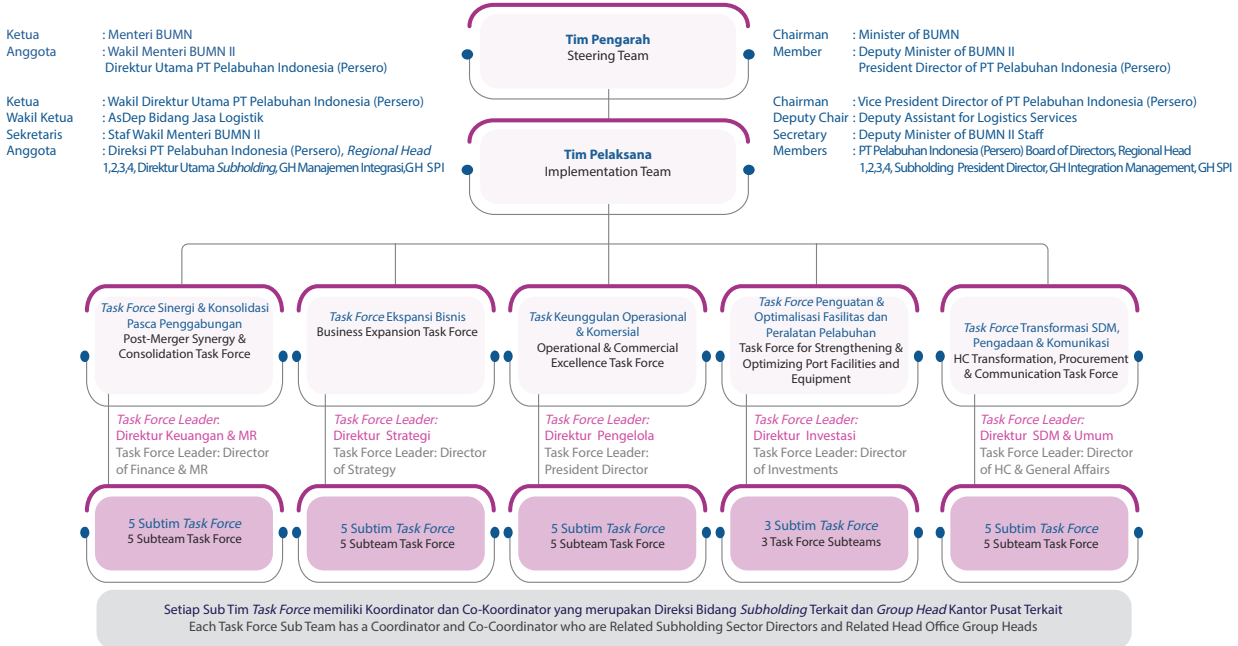 Ketua : Menteri BUMN
Anggota : Wakil Menteri BUMN II
Direktur Utama PT Pelabuhan Indonesia (Persero)
Tim Pengarah
Steering Team
Chairman : Minister of BUMN
Member : Deputy Minister of BUMN II
President Director of PT Pelabuhan Indonesia (Persero)
Ketua : Wakil Direktur Utama PT Pelabuhan Indonesia (Persero)
Wakil Ketua : AsDep Bidang Jasa Logistik
Sekretaris : Staf Wakil Menteri BUMN II
Anggota : Direksi PT Pelabuhan Indonesia (Persero), Regional Head
1,2,3,4, Direktur Utama Subholding, GH Manajemen Integrasi,GH SPI
Tim Pelaksana
Implementation Team
Chairman : Vice President Director of PT Pelabuhan Indonesia (Persero)
Deputy Chair : Deputy Assistant for Logistics Services
Secretary : Deputy Minister of BUMN II Staff
Members : PT Pelabuhan Indonesia (Persero) Board of Directors, Regional Head
1,2,3,4, Subholding President Director, GH Integration Management, GH SPI
Task Force Sinergi & Konsolidasi
Pasca Penggabungan
Post-Merger Synergy &
Consolidation Task Force
Task Force Ekspansi Bisnis
Business Expansion Task Force
Task Keunggulan Operasional
& Komersial
Operational & Commercial
Excellence Task Force
Task Force Penguatan &
Optimalisasi Fasilitas dan
Peralatan Pelabuhan
Task Force for Strengthening &
Optimizing Port Facilities and
Equipment
Task Force Transformasi SDM,
Pengadaan & Komunikasi
HC Transformation, Procurement
& Communication Task Force
Task Force Leader:
Direktur Keuangan & MR
Task Force Leader: Director
of Finance & MR
Task Force Leader:
Direktur Strategi
Task Force Leader: Director
of Strategy
Task Force Leader:
Direktur Pengelola
Task Force Leader:
President Director
Task Force Leader:
Direktur Investasi
Task Force Leader: Director
of Investments
Task Force Leader:
Direktur SDM & Umum
Task Force Leader: Director
of HC & General Affairs
5 Subtim Task Force
5 Subteam Task Force
5 Subtim Task Force
5 Subteam Task Force
5 Subtim Task Force
5 Subteam Task Force
3 Subtim Task Force
3 Task Force Subteams
5 Subtim Task Force
5 Subteam Task Force
Setiap Sub Tim Task Force memiliki Koordinator dan Co-Koordinator yang merupakan Direksi Bidang Subholding Terkait dan Group Head Kantor Pusat Terkait
Each Task Force Sub Team has a Coordinator and Co-Coordinator who are Related Subholding Sector Directors and Related Head Office Group Heads